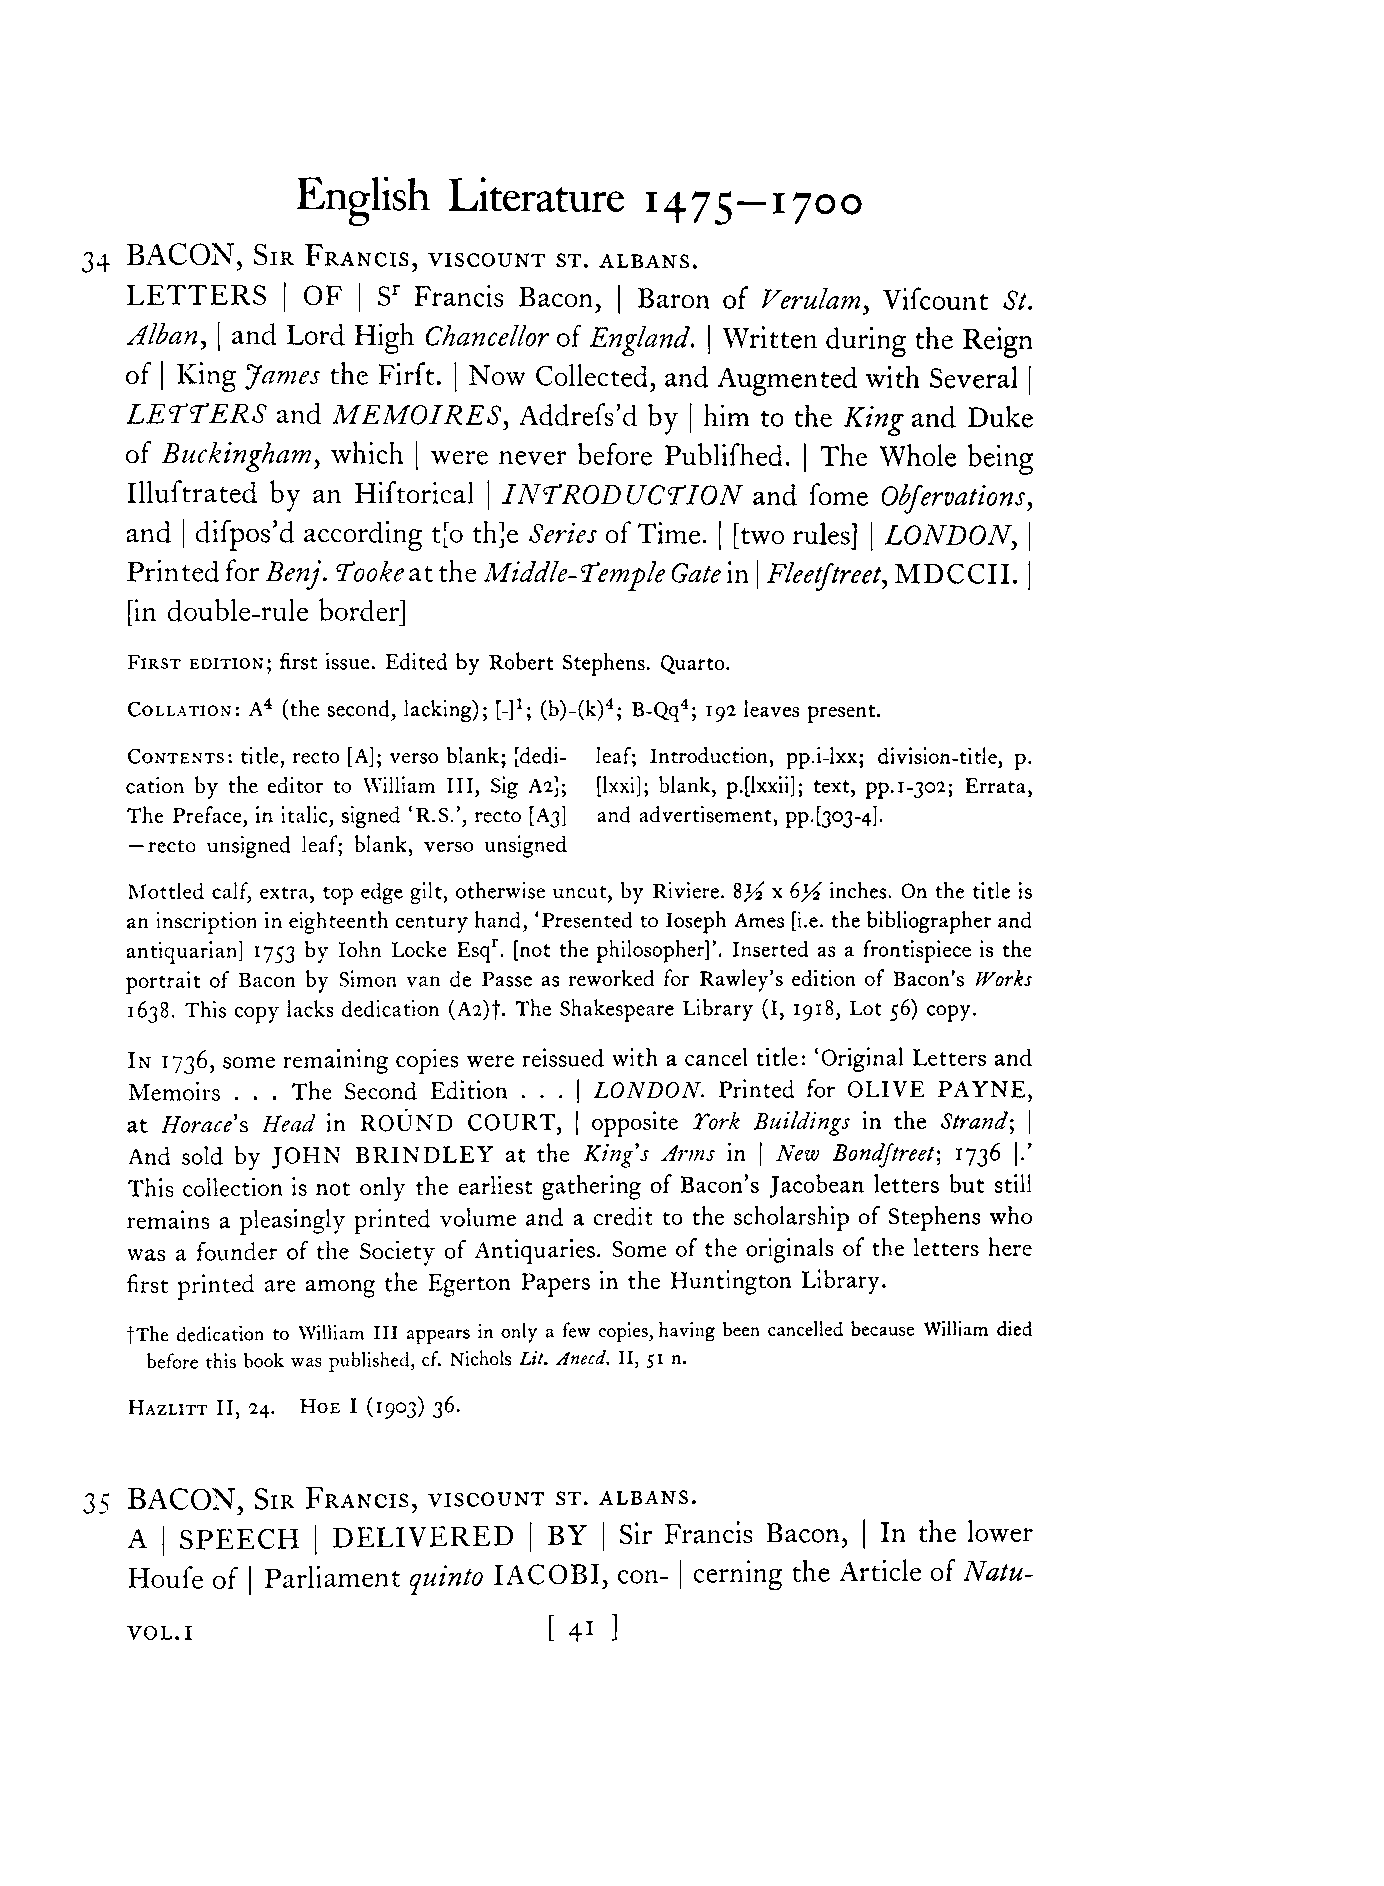 English Literature 1475–1700
34 BACON, Sir Francis, viscount st. albans.
LETTERS | OF | Sʳ Francis Bacon, | Baron of Verulam, Viſcount St.
Alban, | and Lord High Chancellor of England. | Written during the Reign
of | King James the Firſt. | Now Collected, and Augmented with Several |
LETTERS and MEMOIRES, Addreſs'd by | him to the King and Duke
of Buckingham, which | were never before Publiſhed. | The Whole being
Illuſtrated by an Hiſtorical | INTRODUCTION and ſome Obſervations,
and | diſpos'd according t[o th]e Series of Time. | [two rules] | LONDON, |
Printed for Benj. Tooke at the Middle-Temple Gate in | Fleetſtreet, MDCCII. |
[in double-rule border]
First edition; first issue. Edited by Robert Stephens. Quarto.
Collation: A⁴ (the second, lacking); [-]¹; (b)-(k)⁴; B-Qq⁴; 192 leaves present.
Contents: title, recto [A]; verso blank; [dedi-
cation by the editor to William III, Sig A2];
The Preface, in italic, signed 'R.S.', recto [A3]
—recto unsigned leaf; blank, verso unsigned
leaf; Introduction, pp.i-lxx; division-title, p.
[lxxi]; blank, p.[lxxii]; text, pp.1-302; Errata,
and advertisement, pp.[303-4].
Mottled calf, extra, top edge gilt, otherwise uncut, by Riviere. 8½ x 6½ inches. On the title is
an inscription in eighteenth century hand, 'Presented to Ioseph Ames [i.e. the bibliographer and
antiquarian] 1753 by Iohn Locke Esqʳ. [not the philosopher]'. Inserted as a frontispiece is the
portrait of Bacon by Simon van de Passe as reworked for Rawley's edition of Bacon's Works
1638. This copy lacks dedication (A2)†. The Shakespeare Library (I, 1918, Lot 56) copy.
In 1736, some remaining copies were reissued with a cancel title: 'Original Letters and
Memoirs . . . The Second Edition . . . | LONDON. Printed for OLIVE PAYNE,
at Horace's Head in ROUND COURT, | opposite York Buildings in the Strand; |
And sold by JOHN BRINDLEY at the King's Arms in | New Bondſtreet; 1736 |.'
This collection is not only the earliest gathering of Bacon's Jacobean letters but still
remains a pleasingly printed volume and a credit to the scholarship of Stephens who
was a founder of the Society of Antiquaries. Some of the originals of the letters here
first printed are among the Egerton Papers in the Huntington Library.
†The dedication to William III appears in only a few copies, having been cancelled because William died
before this book was published, cf. Nichols Lit. Anecd. II, 51 n.
Hazlitt II, 24. Hoe I (1903) 36.
35 BACON, Sir Francis, viscount st. albans.
A | SPEECH | DELIVERED | BY | Sir Francis Bacon, | In the lower
Houſe of | Parliament quinto IACOBI, con- | cerning the Article of Natu-
VOL.I [ 41 ]